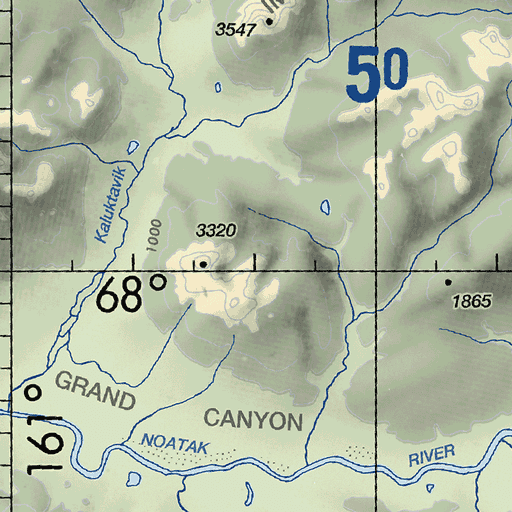 3547
50
Kaluktavik
1000
3320
68°
1865
GRAND
CANYON
161°
NOATAK
RIVER